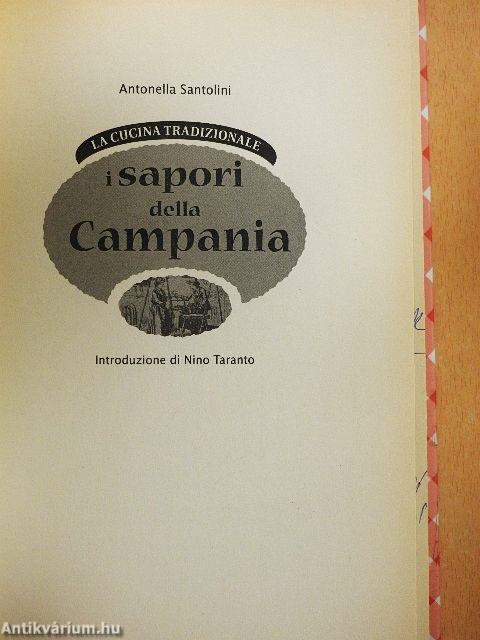 Antonella Santolini
LA CUCINA TRADIZIONALE
i sapori
della
Campania
Introduzione di Nino Taranto
Antikvárium.hu